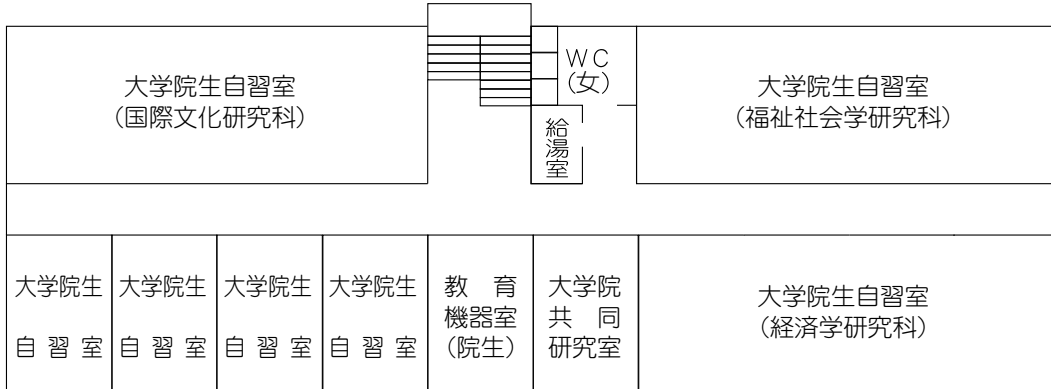 大学院生自習室
（国際文化研究科）
ＷＣ
（女）
給湯室
大学院生自習室
（福祉社会学研究科）
大学院生
自習室
大学院生
自習室
大学院生
自習室
大学院生
自習室
教育
機器室
（院生）
大学院
共同
研究室
大学院生自習室
（経済学研究科）